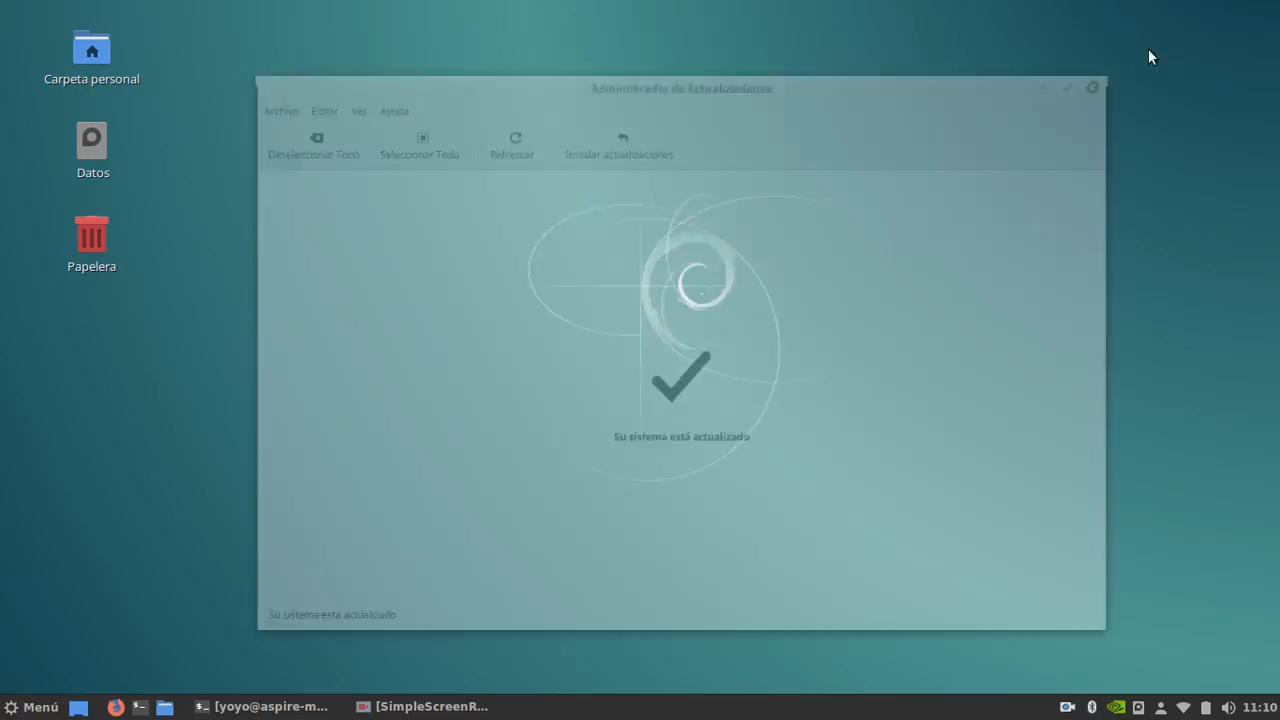 Carpeta personal
Datos
Papelera
Administrador de Actualizaciones
Archivo Editar Ver Ayuda
Deseleccionar Todo Seleccionar Todo Refrescar Instalar actualizaciones
Su sistema está actualizado
Su sistema está actualizado
Menú [yoyo@aspire-m... [SimpleScreenR... 11:10